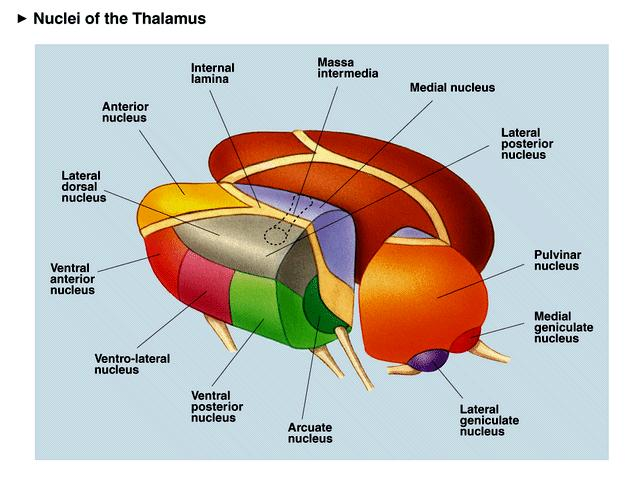 ► Nuclei of the Thalamus
Internal
lamina
Massa
intermedia
Medial nucleus
Anterior
nucleus
Lateral
posterior
nucleus
Lateral
dorsal
nucleus
Pulvinar
nucleus
Ventral
anterior
nucleus
Medial
geniculate
nucleus
Ventro-lateral
nucleus
Ventral
posterior
nucleus
Arcuate
nucleus
Lateral
geniculate
nucleus